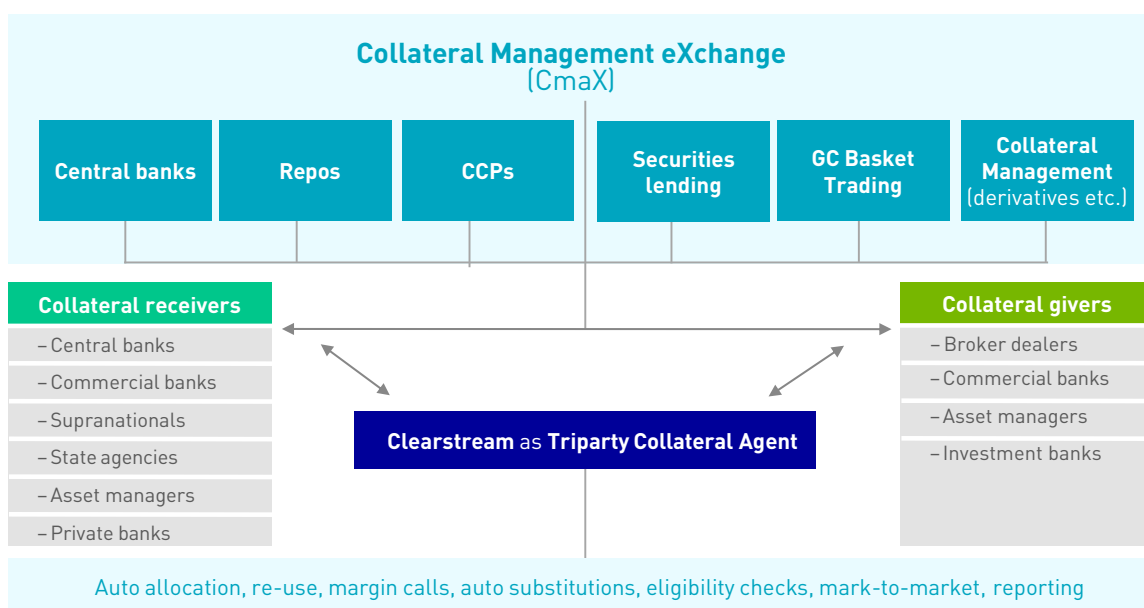 Collateral Management eXchange
(CmaX)
Central banks
Repos
CCPs
Securities
lending
GC Basket
Trading
Collateral
Management
(derivatives etc.)
Collateral receivers
– Central banks
– Commercial banks
– Supranationals
– State agencies
– Asset managers
– Private banks
Collateral givers
– Broker dealers
– Commercial banks
– Asset managers
– Investment banks
Clearstream as Triparty Collateral Agent
Auto allocation, re-use, margin calls, auto substitutions, eligibility checks, mark-to-market, reporting